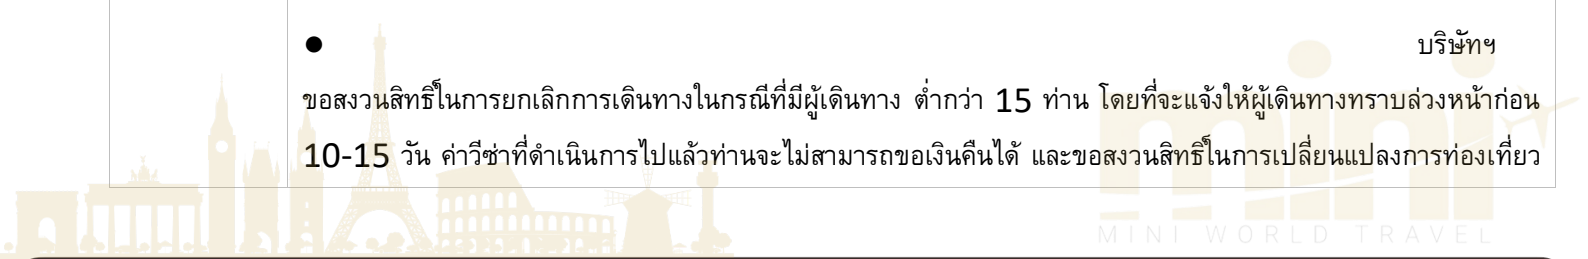 ● บริษัทฯ
ขอสงวนสิทธิ์ในการยกเลิกการเดินทางในกรณีที่มีผู้เดินทาง ต่ำกว่า 15 ท่าน โดยที่จะแจ้งให้ผู้เดินทางทราบล่วงหน้าก่อน
10-15 วัน ค่าวีซ่าที่ดำเนินการไปแล้วท่านจะไม่สามารถขอเงินคืนได้ และขอสงวนสิทธิ์ในการเปลี่ยนแปลงการท่องเที่ยว
mini
MINI WORLD TRAVEL